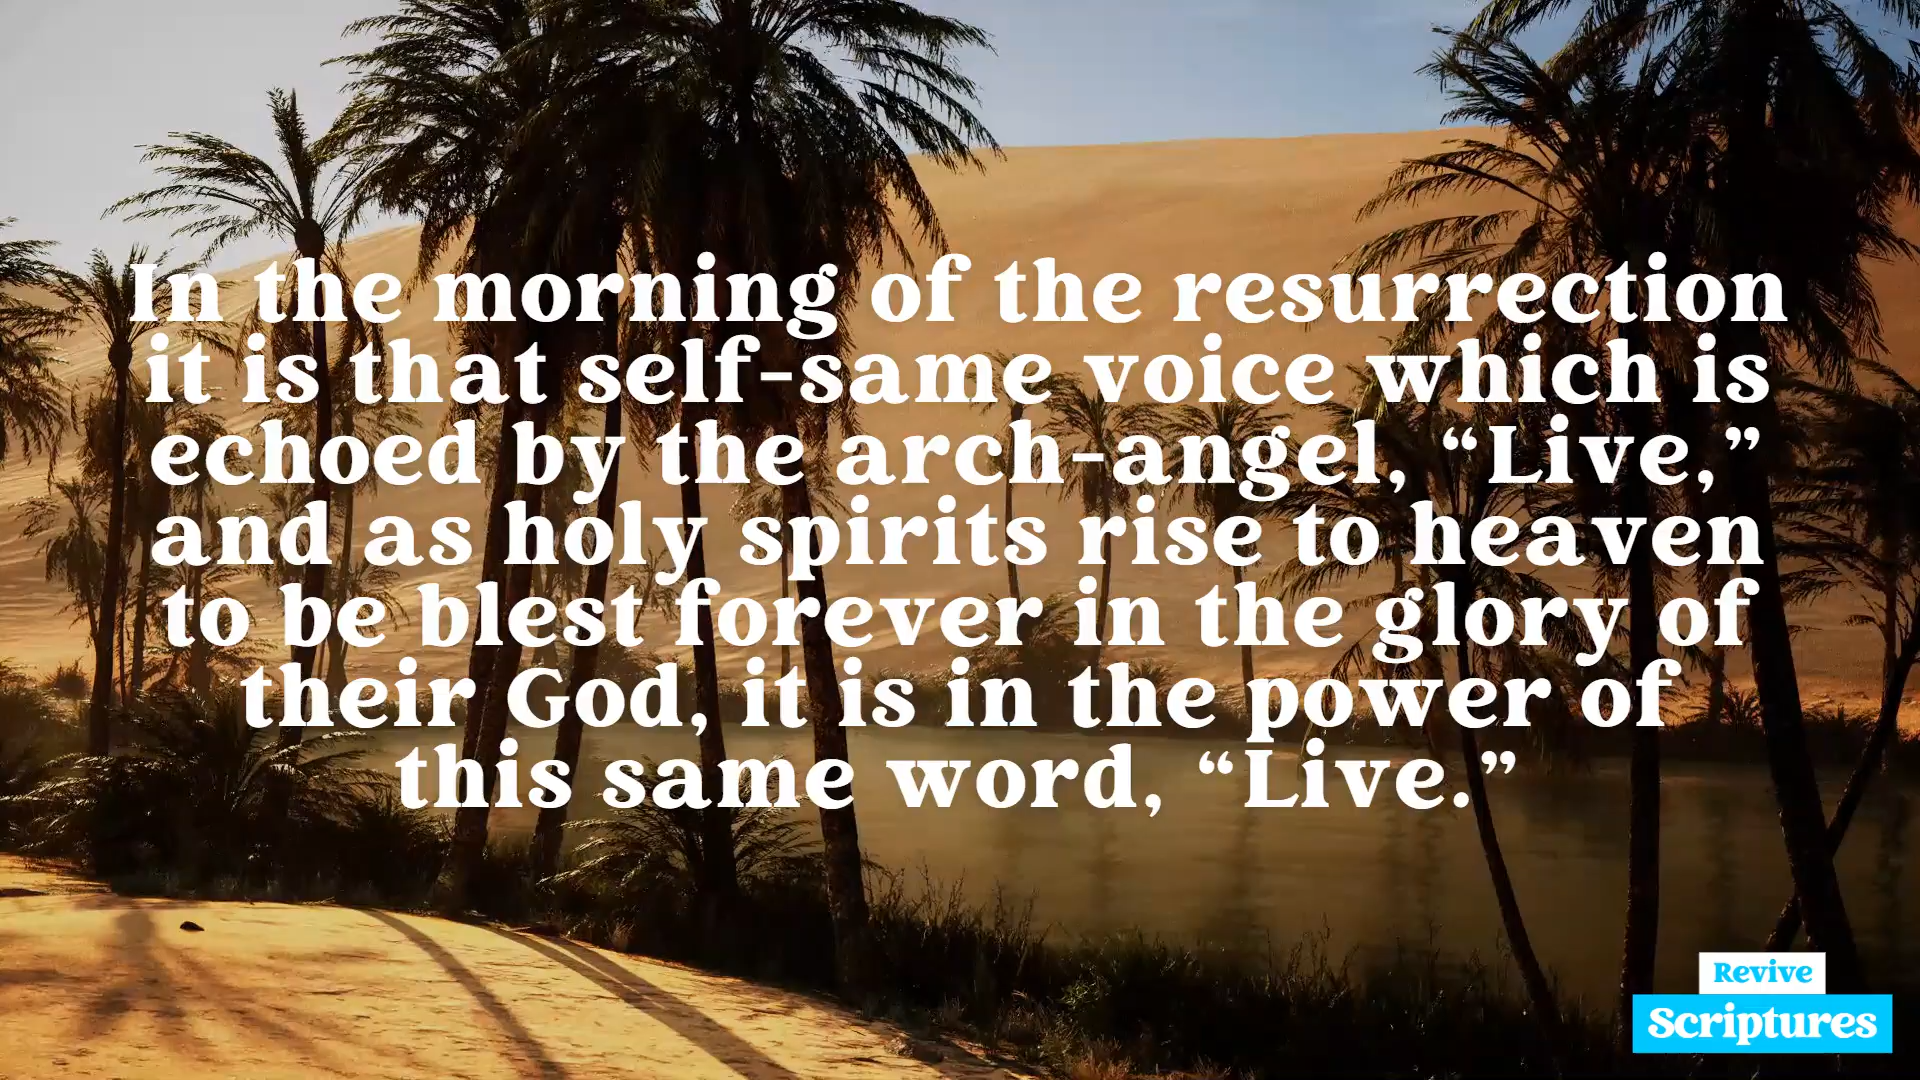 In the morning of the resurrection
it is that self-same voice which is
echoed by the arch-angel, “Live,”
and as holy spirits rise to heaven
to be blest forever in the glory of
their God, it is in the power of
this same word, “Live.”
Revive
Scriptures